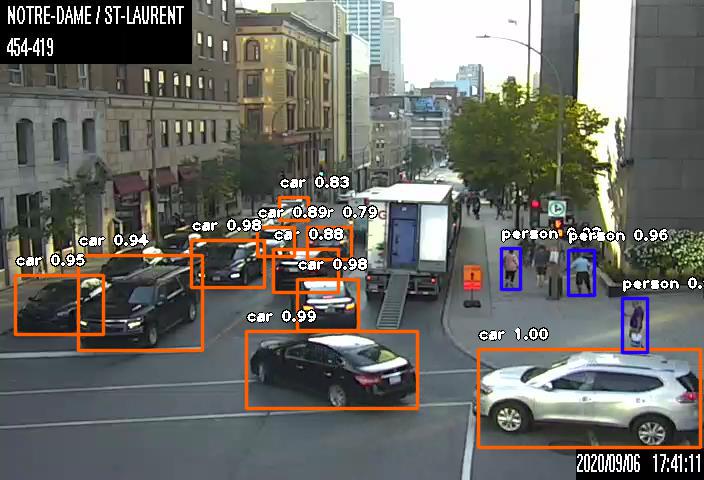 NOTRE-DAME / ST-LAURENT
454-419
car 0.83
car 0.89
0.79
car 0.98
car 0.88
car 0.94
person
person 0.96
car 0.95
car 0.98
person 0.
car 0.99
car 1.00
2020/09/06 17:41:11